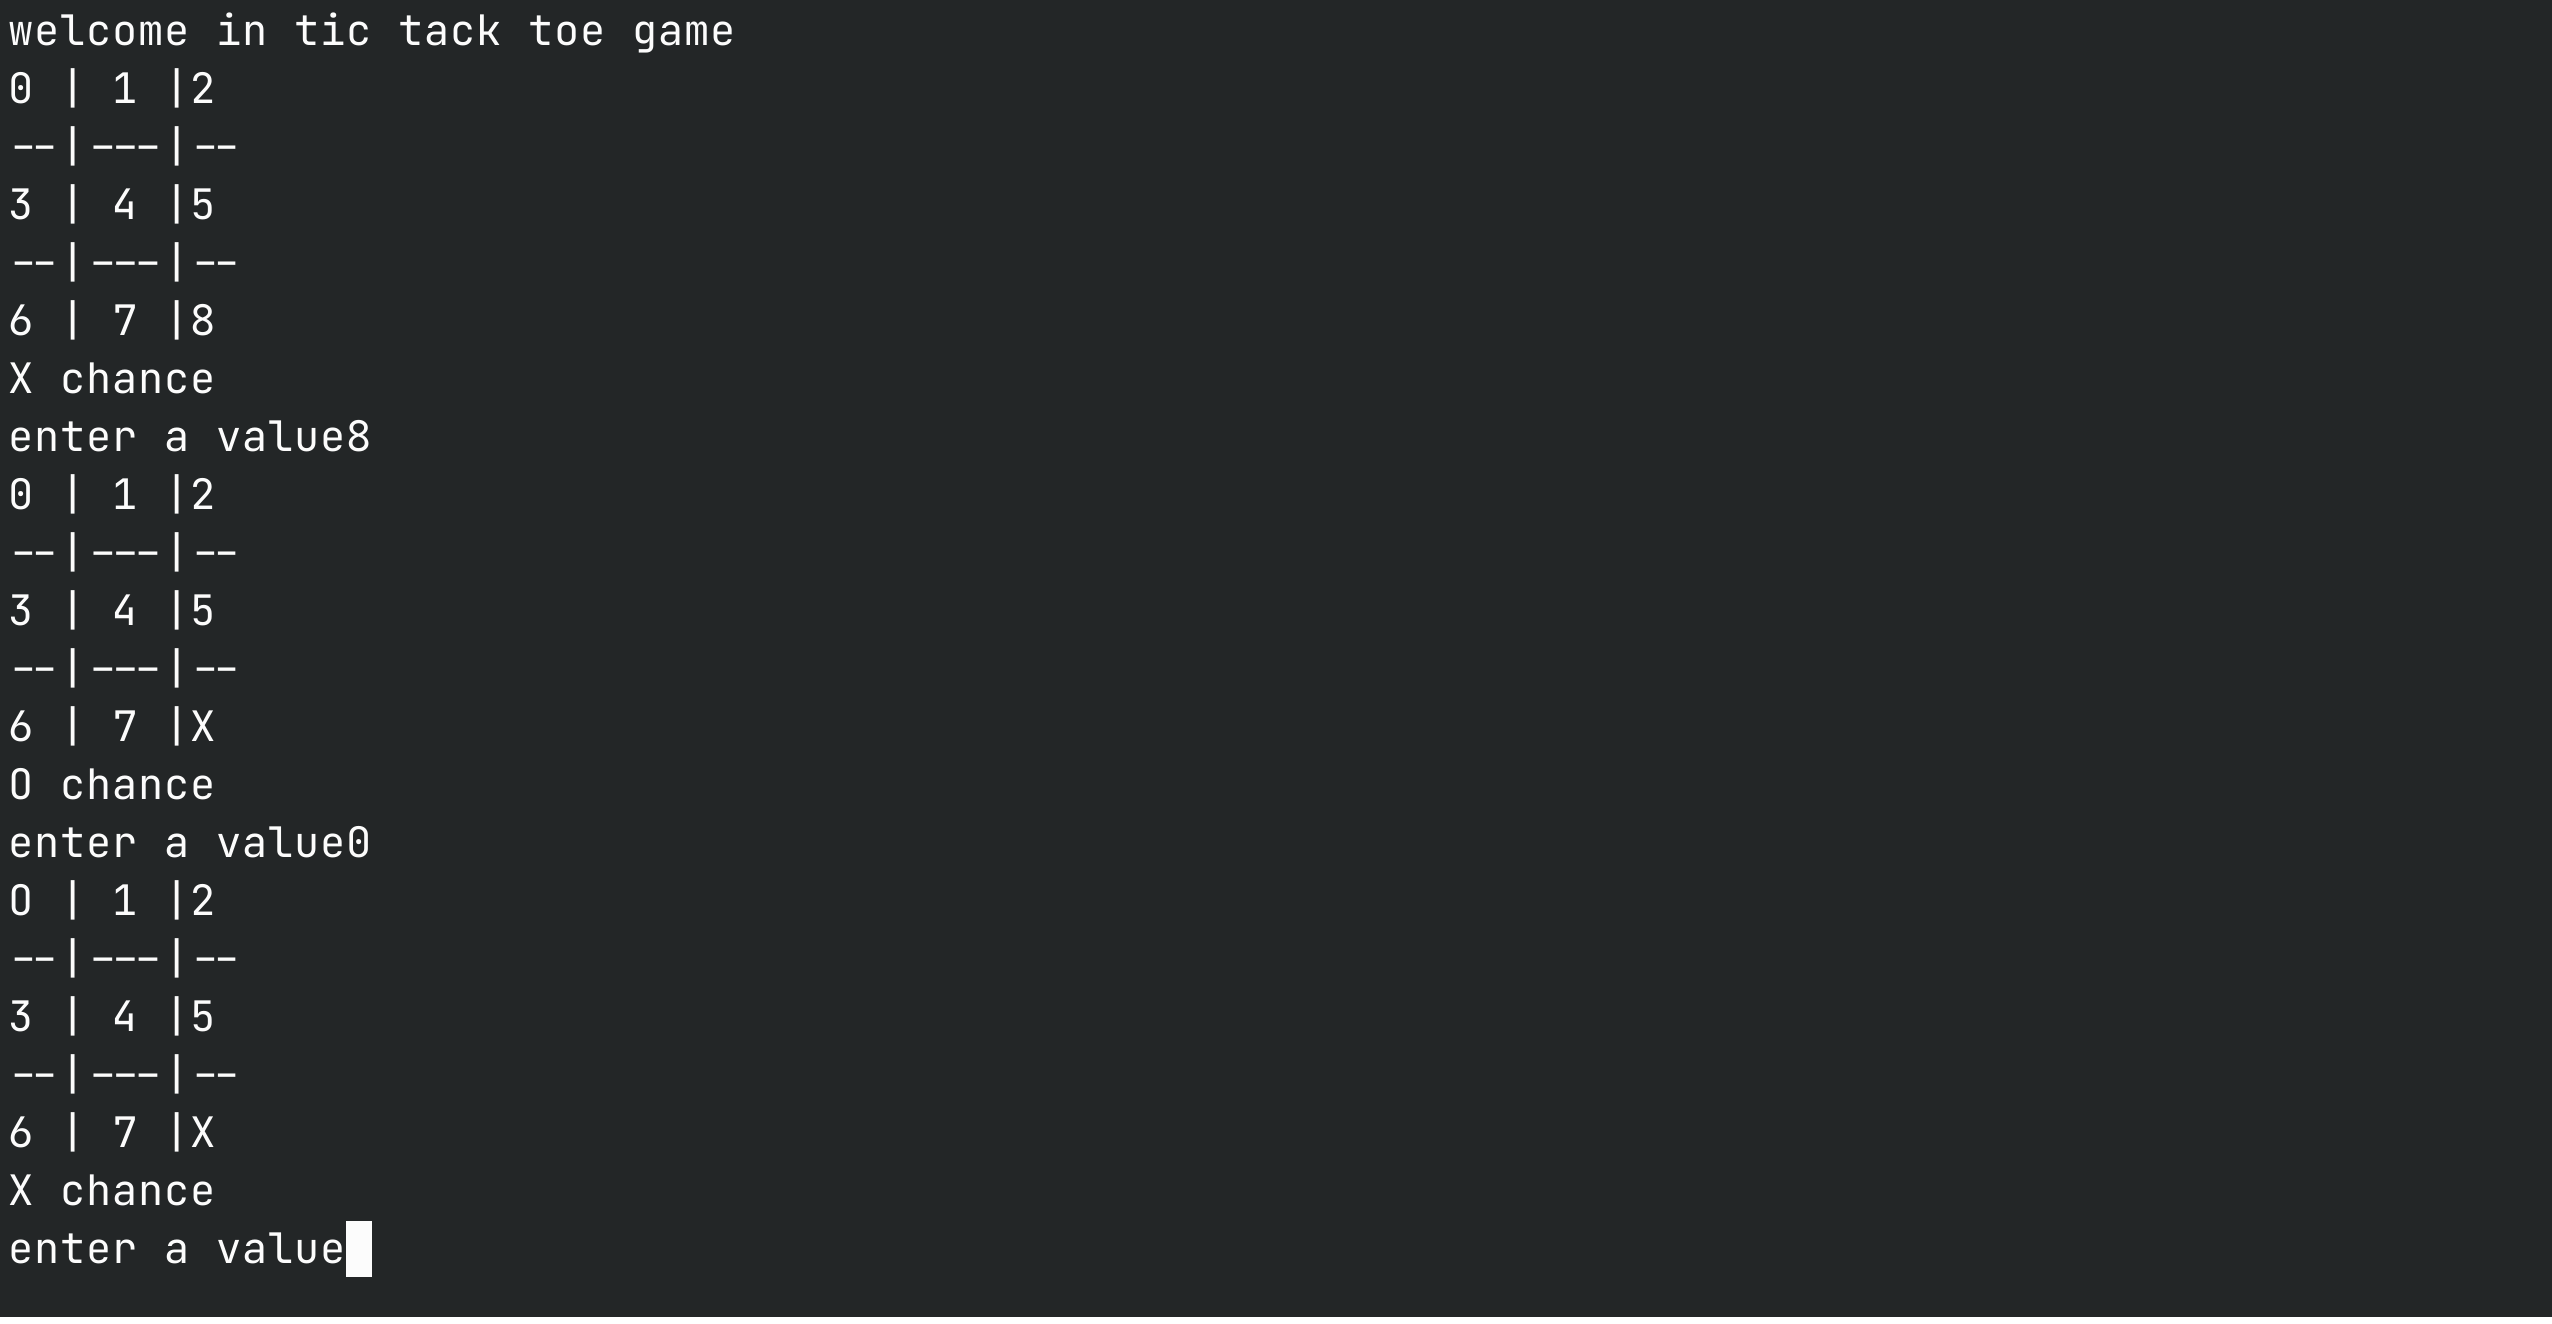 welcome in tic tack toe game
0 | 1 |2
--|---|--
3 | 4 |5
--|---|--
6 | 7 |8
X chance
enter a value8
0 | 1 |2
--|---|--
3 | 4 |5
--|---|--
6 | 7 |X
O chance
enter a value0
O | 1 |2
--|---|--
3 | 4 |5
--|---|--
6 | 7 |X
X chance
enter a value